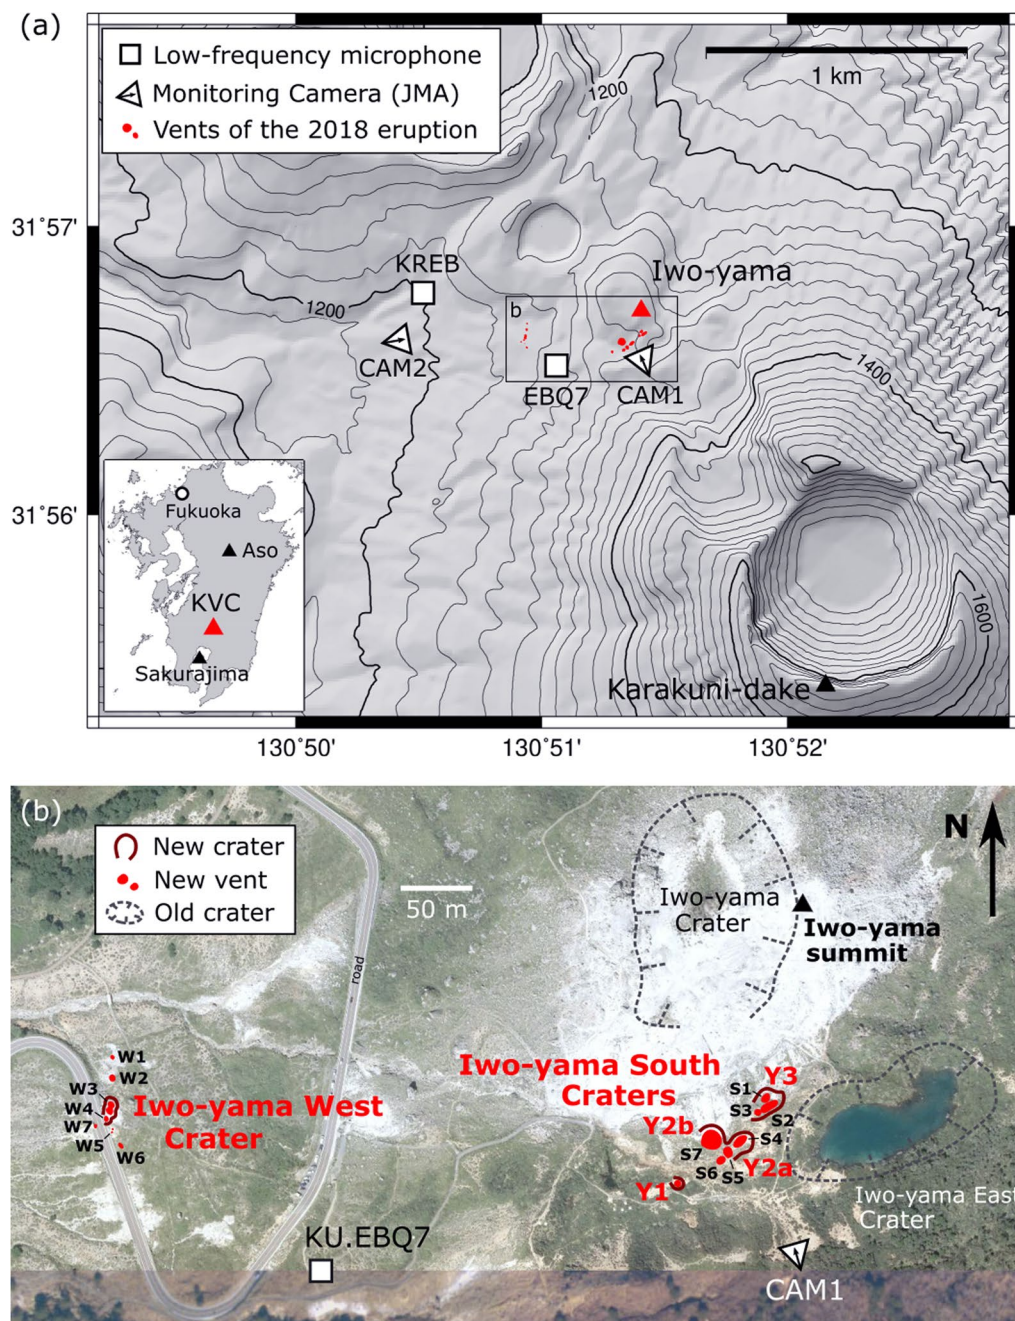 (a)
Low-frequency microphone
Monitoring Camera (JMA)
Vents of the 2018 eruption
1200
1 km
31°57'
KREB
Iwo-yama
1200
b
CAM2
EBQ7
CAM1
1400
31°56'
Fukuoka
Aso
KVC
Sakurajima
1600
Karakuni-dake
130°50'
130°51'
130°52'
(b)
New crater
New vent
Old crater
50 m
N
Iwo-yama
Crater
Iwo-yama
summit
road
W1
W2
W3
W4
W7
W5
W6
Iwo-yama West
Crater
Iwo-yama South
Craters
Y3
S1
S3
S2
Y2b
S4
S7
S6
S5
Y2a
Y1
Iwo-yama East
Crater
KU.EBQ7
CAM1